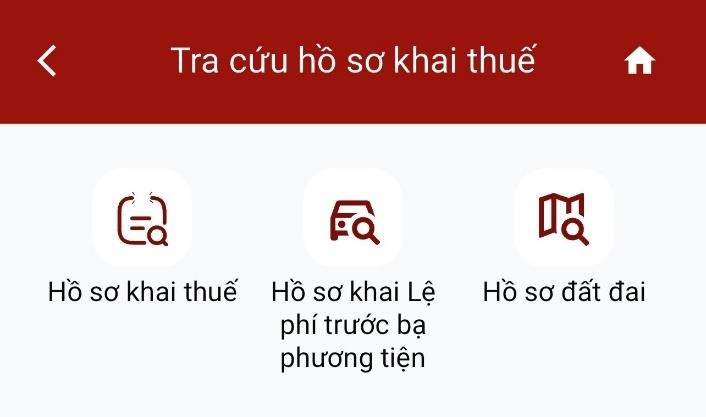 Tra cứu hồ sơ khai thuế
Hồ sơ khai thuế
Hồ sơ khai Lệ
phí trước bạ
phương tiện
Hồ sơ đất đai